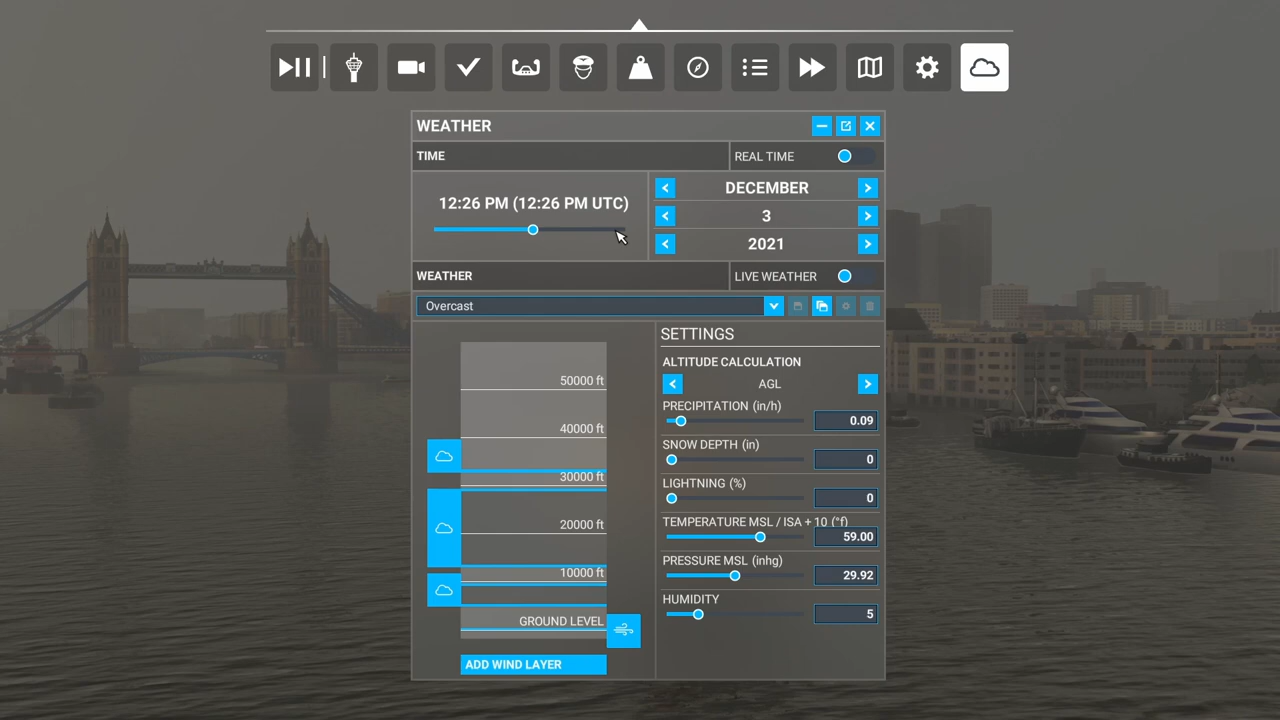 WEATHER
TIME
REAL TIME
12:26 PM (12:26 PM UTC)
DECEMBER
3
2021
WEATHER
LIVE WEATHER
Overcast
SETTINGS
50000 ft
40000 ft
30000 ft
20000 ft
10000 ft
GROUND LEVEL
ADD WIND LAYER
ALTITUDE CALCULATION
AGL
PRECIPITATION (in/h)
0.09
SNOW DEPTH (in)
0
LIGHTNING (%)
0
TEMPERATURE MSL / ISA + 10 (°f)
59.00
PRESSURE MSL (inhg)
29.92
HUMIDITY
5